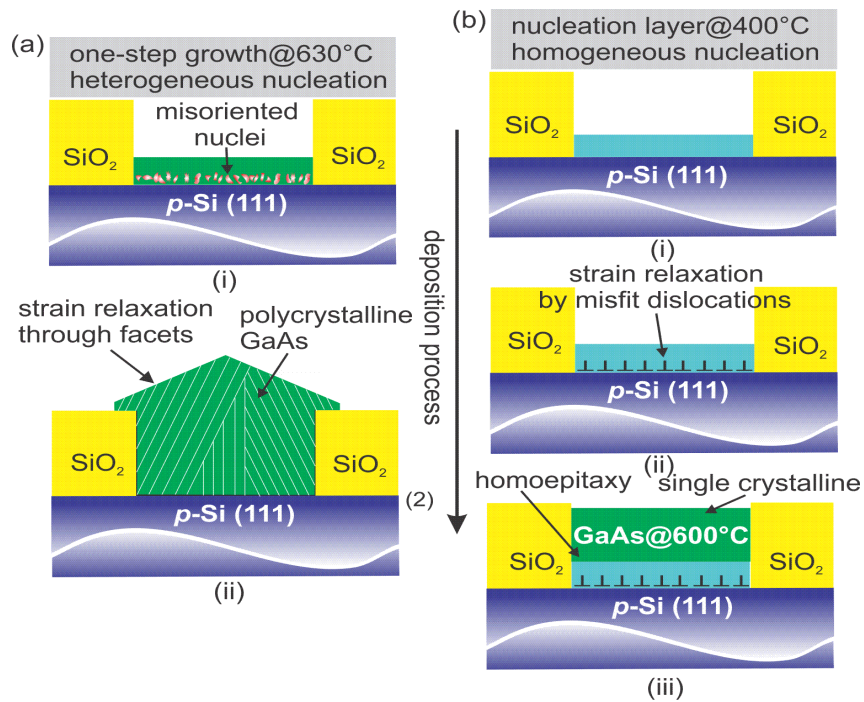 (a)
one-step growth@630°C
heterogeneous nucleation
misoriented
nuclei
SiO2
SiO2
p-Si (111)
(i)
strain relaxation
through facets
polycrystalline
GaAs
SiO2
SiO2
p-Si (111)
(2)
(ii)
deposition process
(b)
nucleation layer@400°C
homogeneous nucleation
SiO2
SiO2
p-Si (111)
(i)
strain relaxation
by misfit dislocations
SiO2
SiO2
p-Si (111)
(ii)
homoepitaxy
single crystalline
GaAs@600°C
SiO2
SiO2
p-Si (111)
(iii)